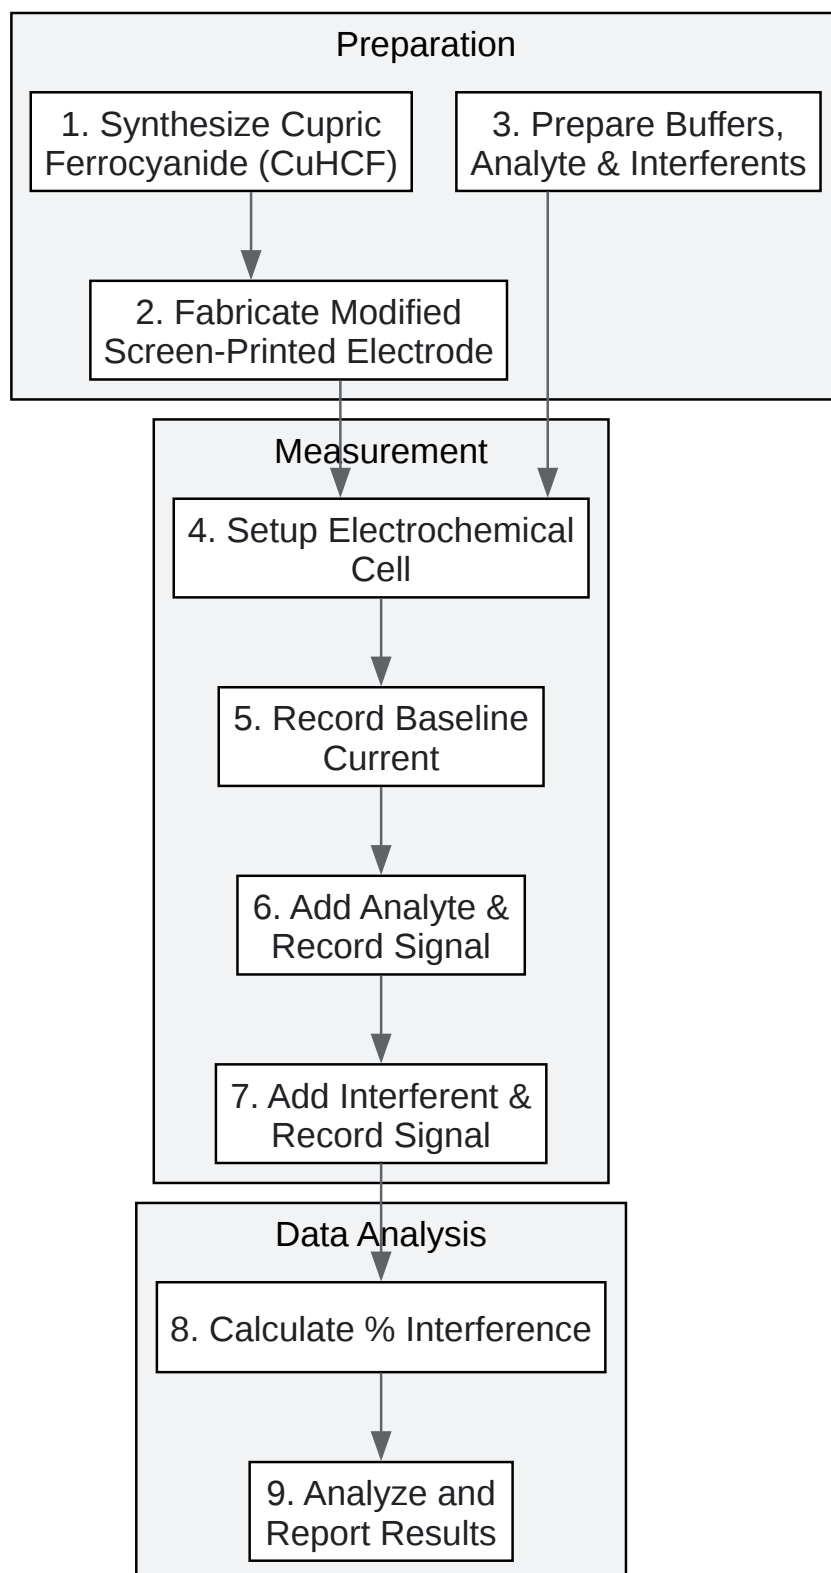 Preparation
1. Synthesize Cupric
Ferrocyanide (CuHCF)
3. Prepare Buffers,
Analyte & Interferents
2. Fabricate Modified
Screen-Printed Electrode
Measurement
4. Setup Electrochemical
Cell
5. Record Baseline
Current
6. Add Analyte &
Record Signal
7. Add Interferent &
Record Signal
Data Analysis
8. Calculate % Interference
9. Analyze and
Report Results